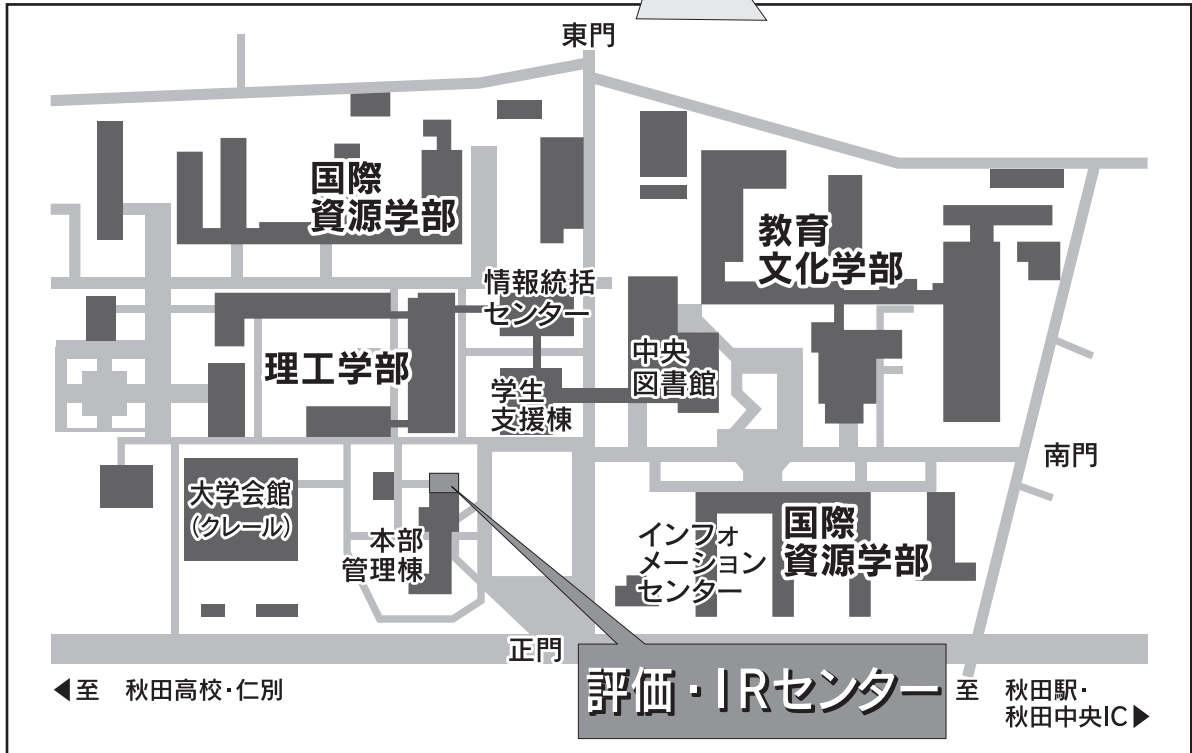 東門
国際
資源学部
教育
文化学部
情報統括
センター
中央
図書館
理工学部
学生
支援棟
南門
大学会館
(クレール)
本部
管理棟
インフォ
メーション
センター
国際
資源学部
正門
評価・IRセンター
◀至 秋田高校・仁別
至 秋田駅・
秋田中央IC▶